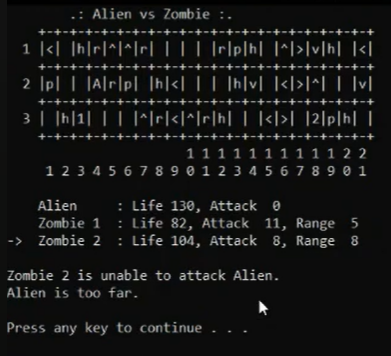 .: Alien vs Zombie :.
+-+-+-+-+-+-+-+-+-+-+-+-+-+-+-+-+-+-+-+-+-+
1 |<| |h|r|^|^|r| | | | |r|p|h| |^|>|v|h| |<|
+-+-+-+-+-+-+-+-+-+-+-+-+-+-+-+-+-+-+-+-+-+
2 |p| | |A|r|p| |h|<| | | |h|v| |<|>|^| | |v|
+-+-+-+-+-+-+-+-+-+-+-+-+-+-+-+-+-+-+-+-+-+
3 | |h|1| | | |^|r|<|^|r|h| | |<|>| |2|p|h| |
+-+-+-+-+-+-+-+-+-+-+-+-+-+-+-+-+-+-+-+-+-+
1 1 1 1 1 1 1 1 1 1 2 2
1 2 3 4 5 6 7 8 9 0 1 2 3 4 5 6 7 8 9 0 1
Alien : Life 130, Attack 0
Zombie 1 : Life 82, Attack 11, Range 5
-> Zombie 2 : Life 104, Attack 8, Range 8
Zombie 2 is unable to attack Alien.
Alien is too far.
Press any key to continue . . .